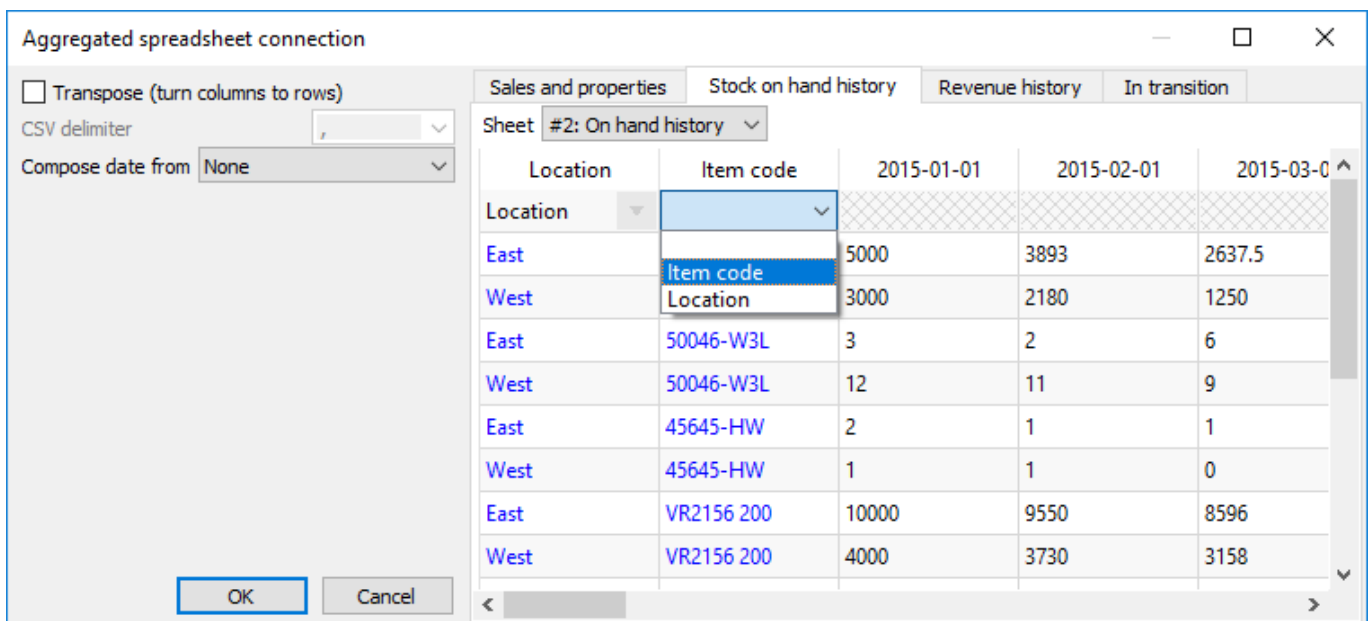 Aggregated spreadsheet connection
Transpose (turn columns to rows)
CSV delimiter ,
Compose date from None
OK Cancel
Sales and properties Stock on hand history Revenue history In transition
Sheet #2: On hand history
Location Item code 2015-01-01 2015-02-01 2015-03-0
Location
East 5000 3893 2637.5
Item code
Location
West 3000 2180 1250
East 50046-W3L 3 2 6
West 50046-W3L 12 11 9
East 45645-HW 2 1 1
West 45645-HW 1 1 0
East VR2156 200 10000 9550 8596
West VR2156 200 4000 3730 3158